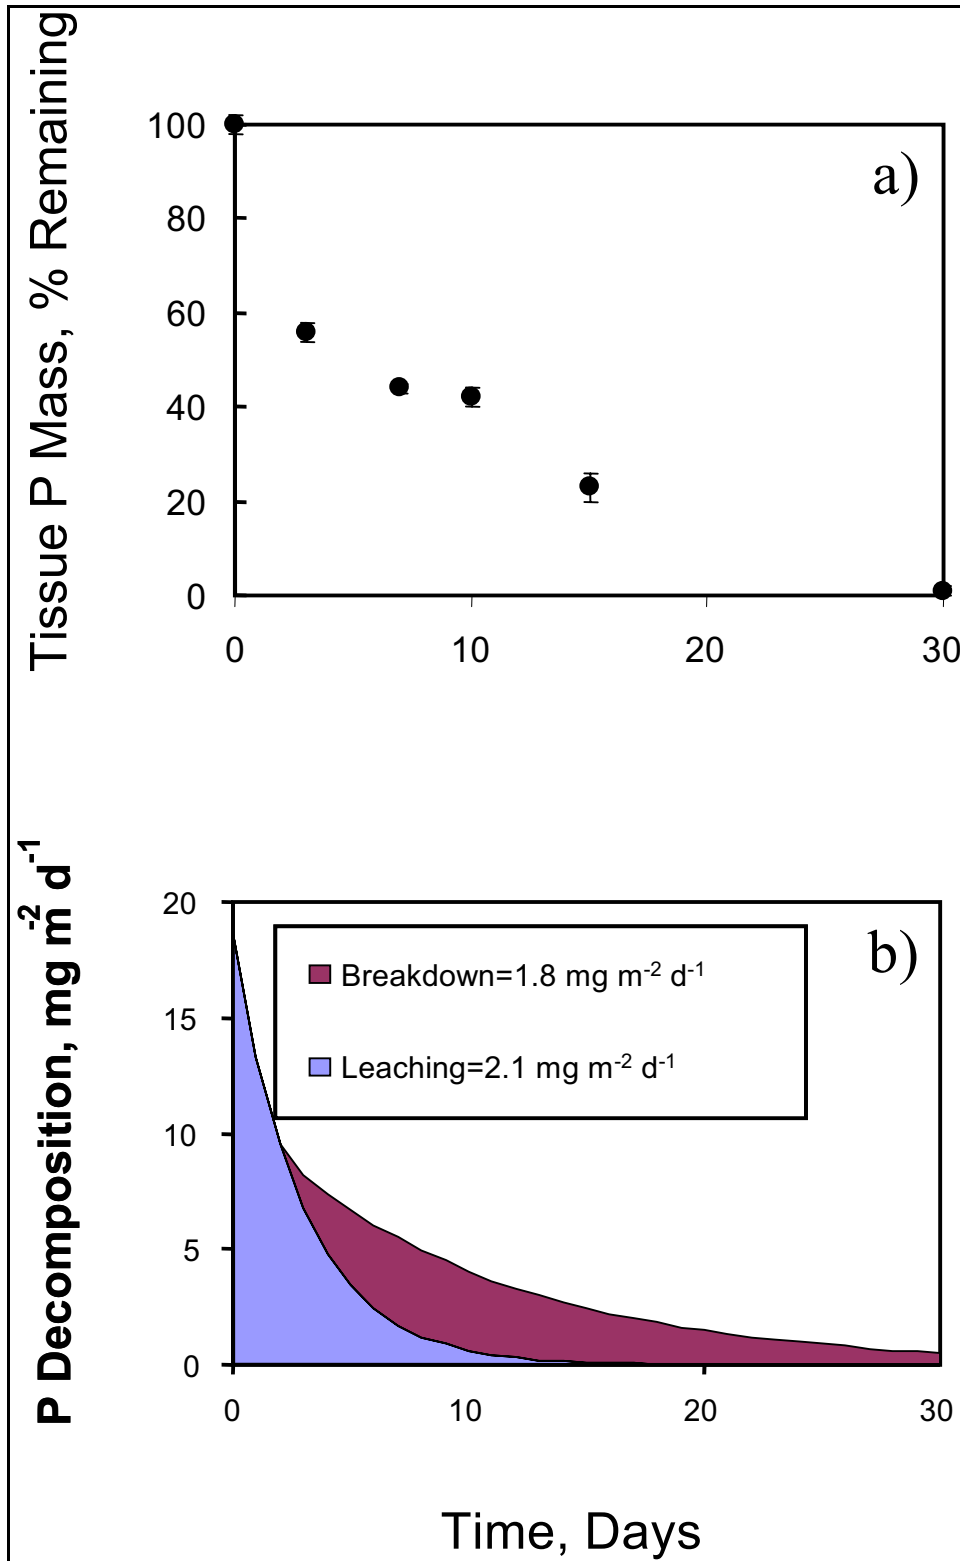 Tissue P Mass, % Remaining
100
80
60
40
20
0
a)
0 10 20 30
P Decomposition, mg m-2 d-1
20
15
10
5
0
b)
Breakdown=1.8 mg m-2 d-1
Leaching=2.1 mg m-2 d-1
0 10 20 30
Time, Days